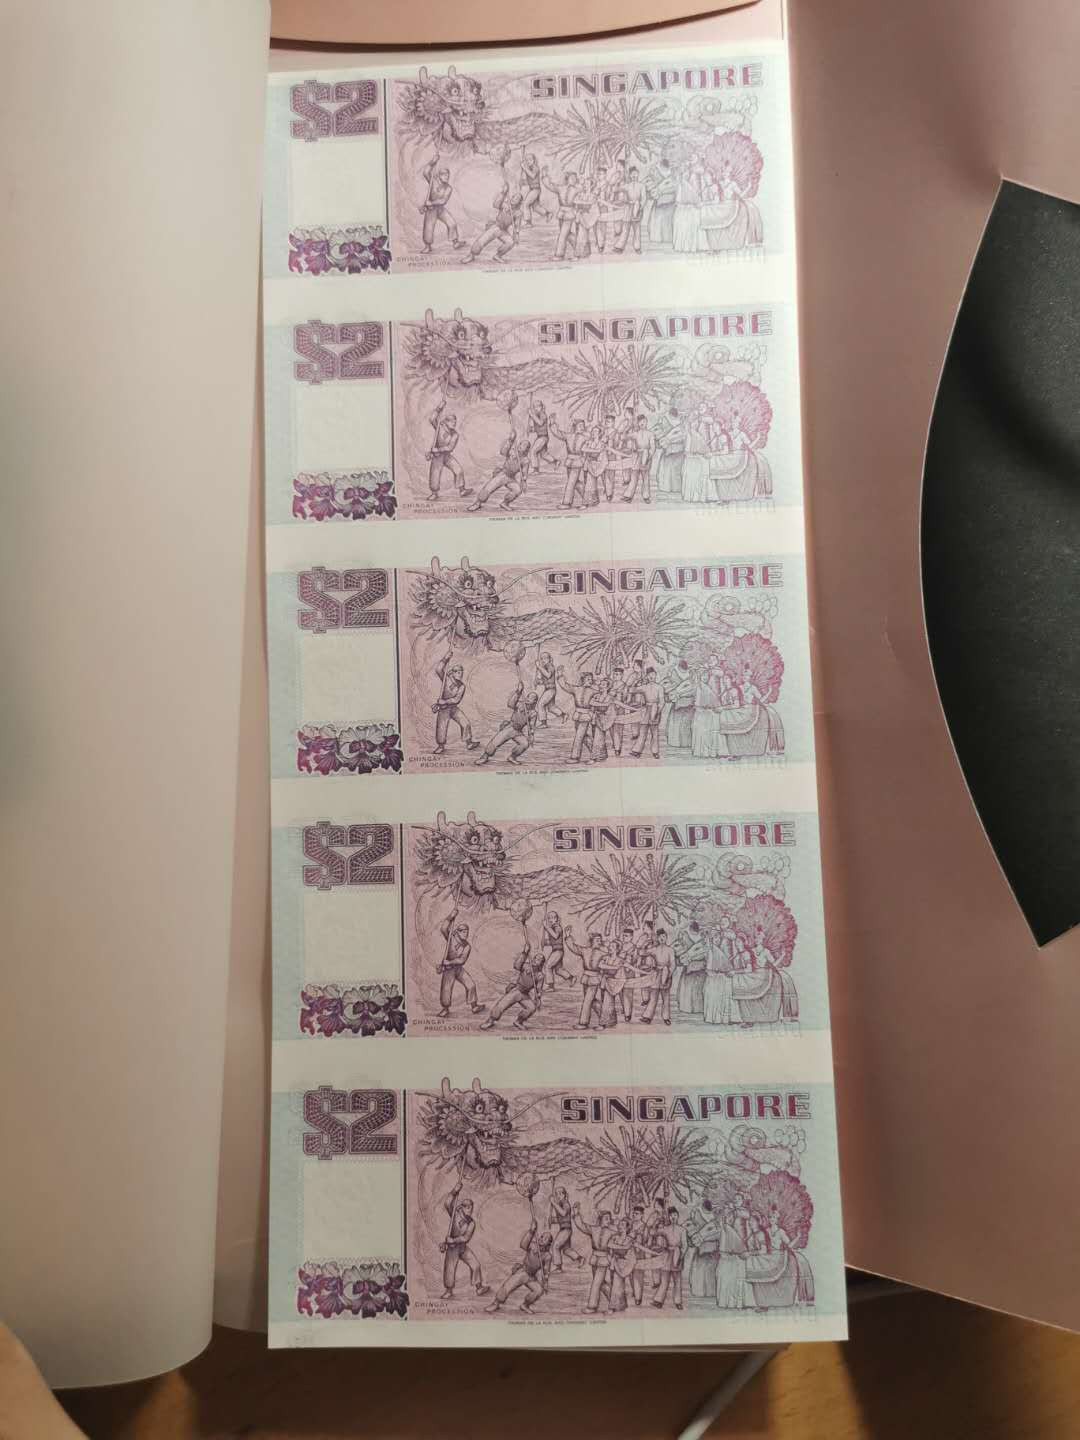 $2
SINGAPORE
CHINGAY
PROCESSION
THOMAS DE LA RUE AND COMPANY LIMITED
$2
SINGAPORE
CHINGAY
PROCESSION
THOMAS DE LA RUE AND COMPANY LIMITED
$2
SINGAPORE
CHINGAY
PROCESSION
THOMAS DE LA RUE AND COMPANY LIMITED
$2
SINGAPORE
CHINGAY
PROCESSION
THOMAS DE LA RUE AND COMPANY LIMITED
$2
SINGAPORE
CHINGAY
PROCESSION
THOMAS DE LA RUE AND COMPANY LIMITED